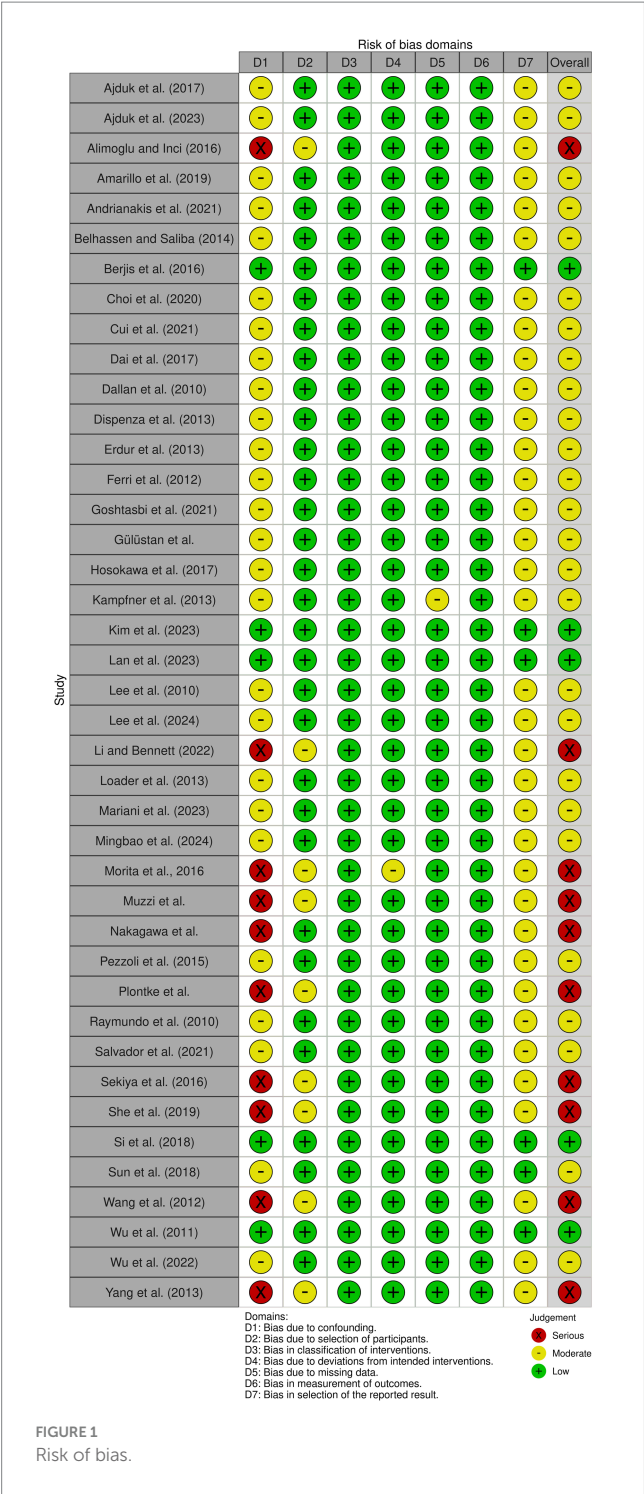 Risk of bias domains
D1 D2 D3 D4 D5 D6 D7 Overall
Ajduk et al. (2017) - + + + + + - -
Ajduk et al. (2023) - + + + + + - -
Alimoglu and Inci (2016) X - + + + + - X
Amarillo et al. (2019) - + + + + + - -
Andrianakis et al. (2021) - + + + + + - -
Belhassen and Saliba (2014) - + + + + + - -
Berjis et al. (2016) + + + + + + + +
Choi et al. (2020) - + + + + + - -
Cui et al. (2021) - + + + + + - -
Dai et al. (2017) - + + + + + - -
Dallan et al. (2010) - + + + + + - -
Dispenza et al. (2013) - + + + + + - -
Erdur et al. (2013) - + + + + + - -
Ferri et al. (2012) - + + + + + - -
Goshtasbi et al. (2021) - + + + + + - -
Gülüstan et al. - + + + + + - -
Hosokawa et al. (2017) - + + + + + - -
Kampfner et al. (2013) - + + + - + - -
Kim et al. (2023) + + + + + + + +
Lan et al. (2023) + + + + + + + +
Study
Lee et al. (2010) - + + + + + - -
Lee et al. (2024) - + + + + + - -
Li and Bennett (2022) X - + + + + - X
Loader et al. (2013) - + + + + + - -
Mariani et al. (2023) - + + + + + - -
Mingbao et al. (2024) - + + + + + - -
Morita et al., 2016 X - + - + + - X
Muzzi et al. X - + + + + - X
Nakagawa et al. X + + + + + - X
Pezzoli et al. (2015) - + + + + + - -
Plontke et al. X - + + + + - X
Raymundo et al. (2010) - + + + + + - -
Salvador et al. (2021) - + + + + + - -
Sekiya et al. (2016) X - + + + + - X
She et al. (2019) X - + + + + - X
Si et al. (2018) + + + + + + + +
Sun et al. (2018) - + + + + + + -
Wang et al. (2012) X - + + + + - X
Wu et al. (2011) + + + + + + + +
Wu et al. (2022) - + + + + + - -
Yang et al. (2013) X - + + + + - X
Domains:
D1: Bias due to confounding.
D2: Bias due to selection of participants.
D3: Bias in classification of interventions.
D4: Bias due to deviations from intended interventions.
D5: Bias due to missing data.
D6: Bias in measurement of outcomes.
D7: Bias in selection of the reported result.
Judgement
X Serious
- Moderate
+ Low
FIGURE 1
Risk of bias.